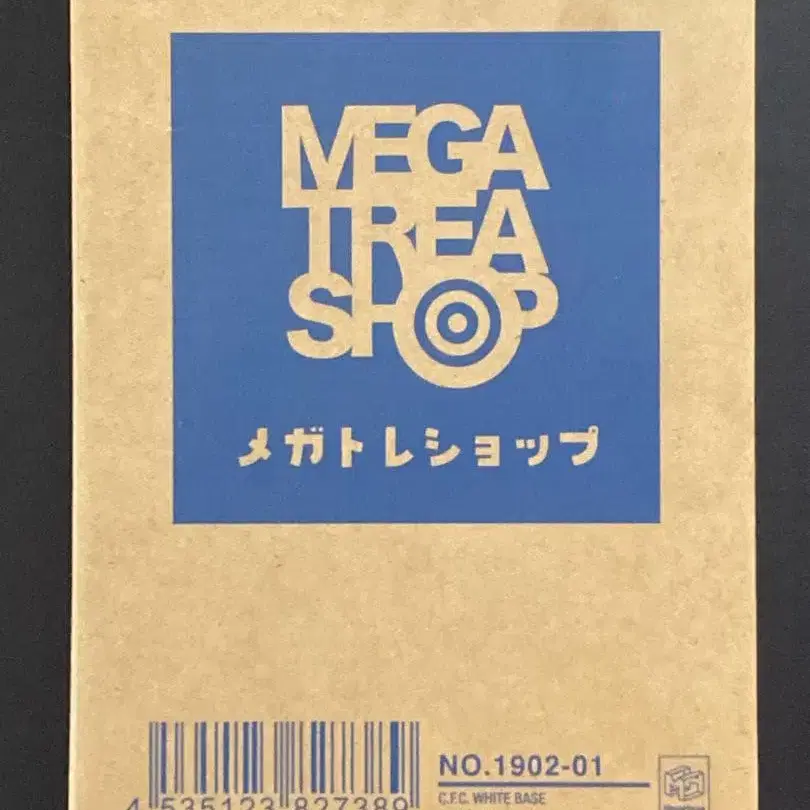 MEGA
TREA
SHOP
メガトレショップ
NO.1902-01
C.F.C. WHITE BASE
4 535123 827389